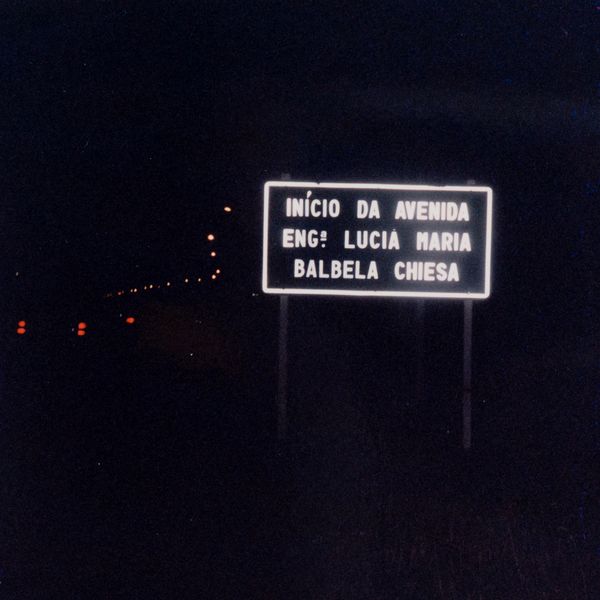 INÍCIO DA AVENIDA
ENGª. LUCIA MARIA
BALBELA CHIESA